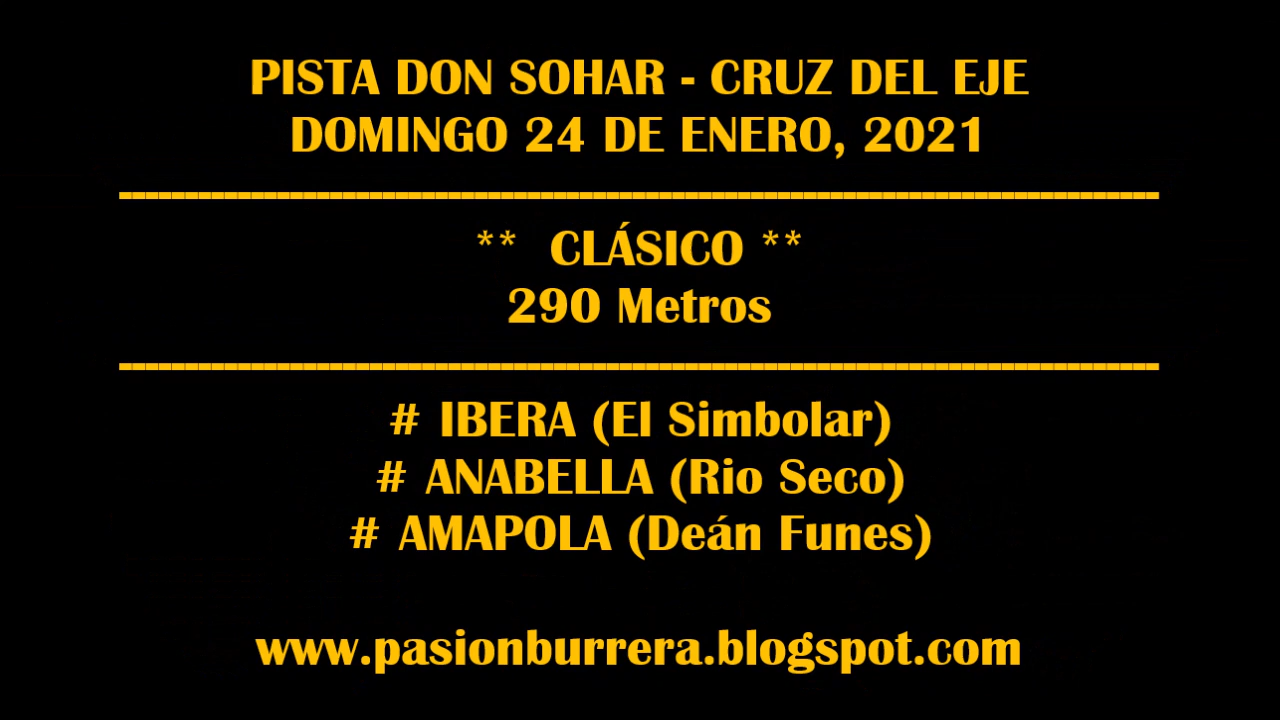 PISTA DON SOHAR - CRUZ DEL EJE
DOMINGO 24 DE ENERO, 2021
--------------------------------------------------------------------------------
** CLÁSICO **
290 Metros
--------------------------------------------------------------------------------
# IBERA (El Simbolar)
# ANABELLA (Rio Seco)
# AMAPOLA (Deán Funes)
www.pasionburrera.blogspot.com